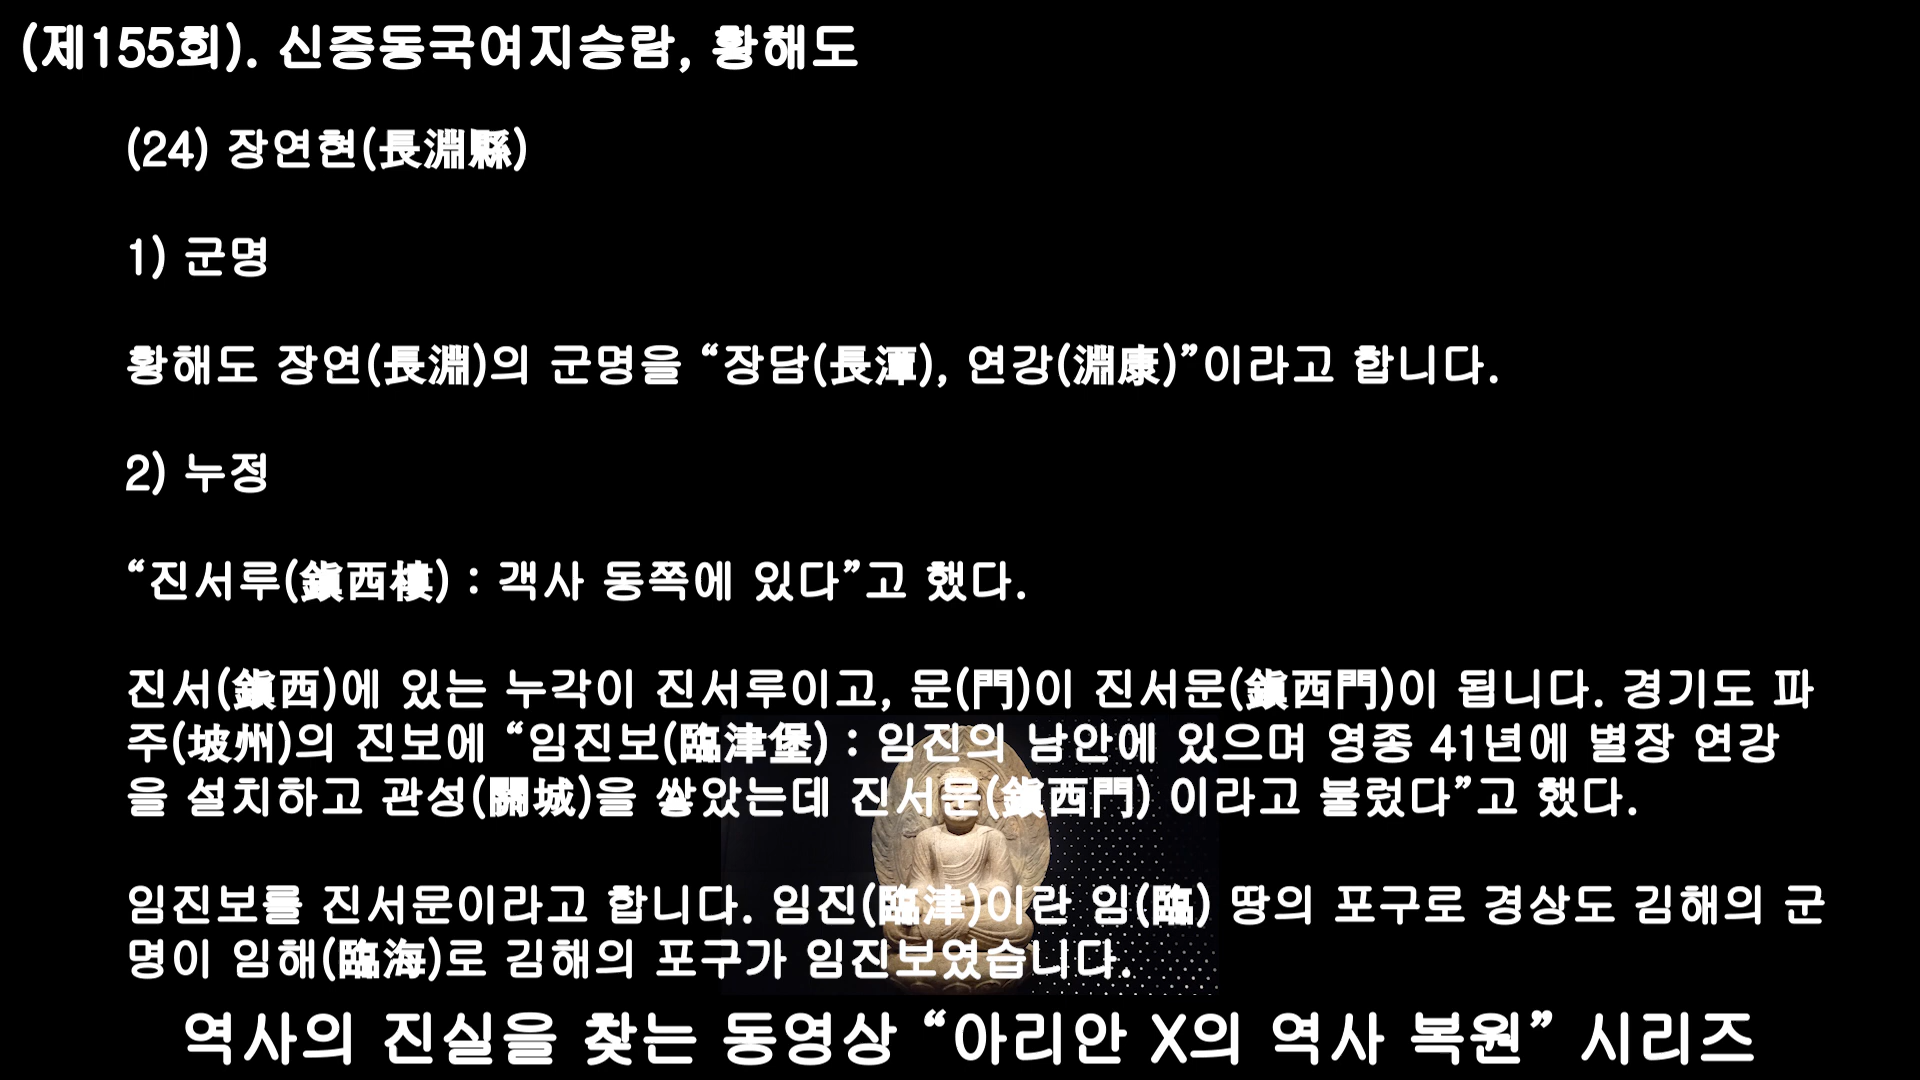 (제155회). 신증동국여지승람, 황해도
(24) 장연현(長淵縣)
1) 군명
황해도 장연(長淵)의 군명을 “장담(長潭), 연강(淵康)”이라고 합니다.
2) 누정
“진서루(鎭西樓) : 객사 동쪽에 있다”고 했다.
진서(鎭西)에 있는 누각이 진서루이고, 문(門)이 진서문(鎭西門)이 됩니다. 경기도 파
주(坡州)의 진보에 “임진보(臨津堡) : 임진의 남안에 있으며 영종 41년에 별장 연강
을 설치하고 관성(關城)을 쌓았는데 진서문(鎭西門) 이라고 불렀다”고 했다.
임진보를 진서문이라고 합니다. 임진(臨津)이란 임(臨) 땅의 포구로 경상도 김해의 군
명이 임해(臨海)로 김해의 포구가 임진보였습니다.
역사의 진실을 찾는 동영상 “아리안 X의 역사 복원” 시리즈